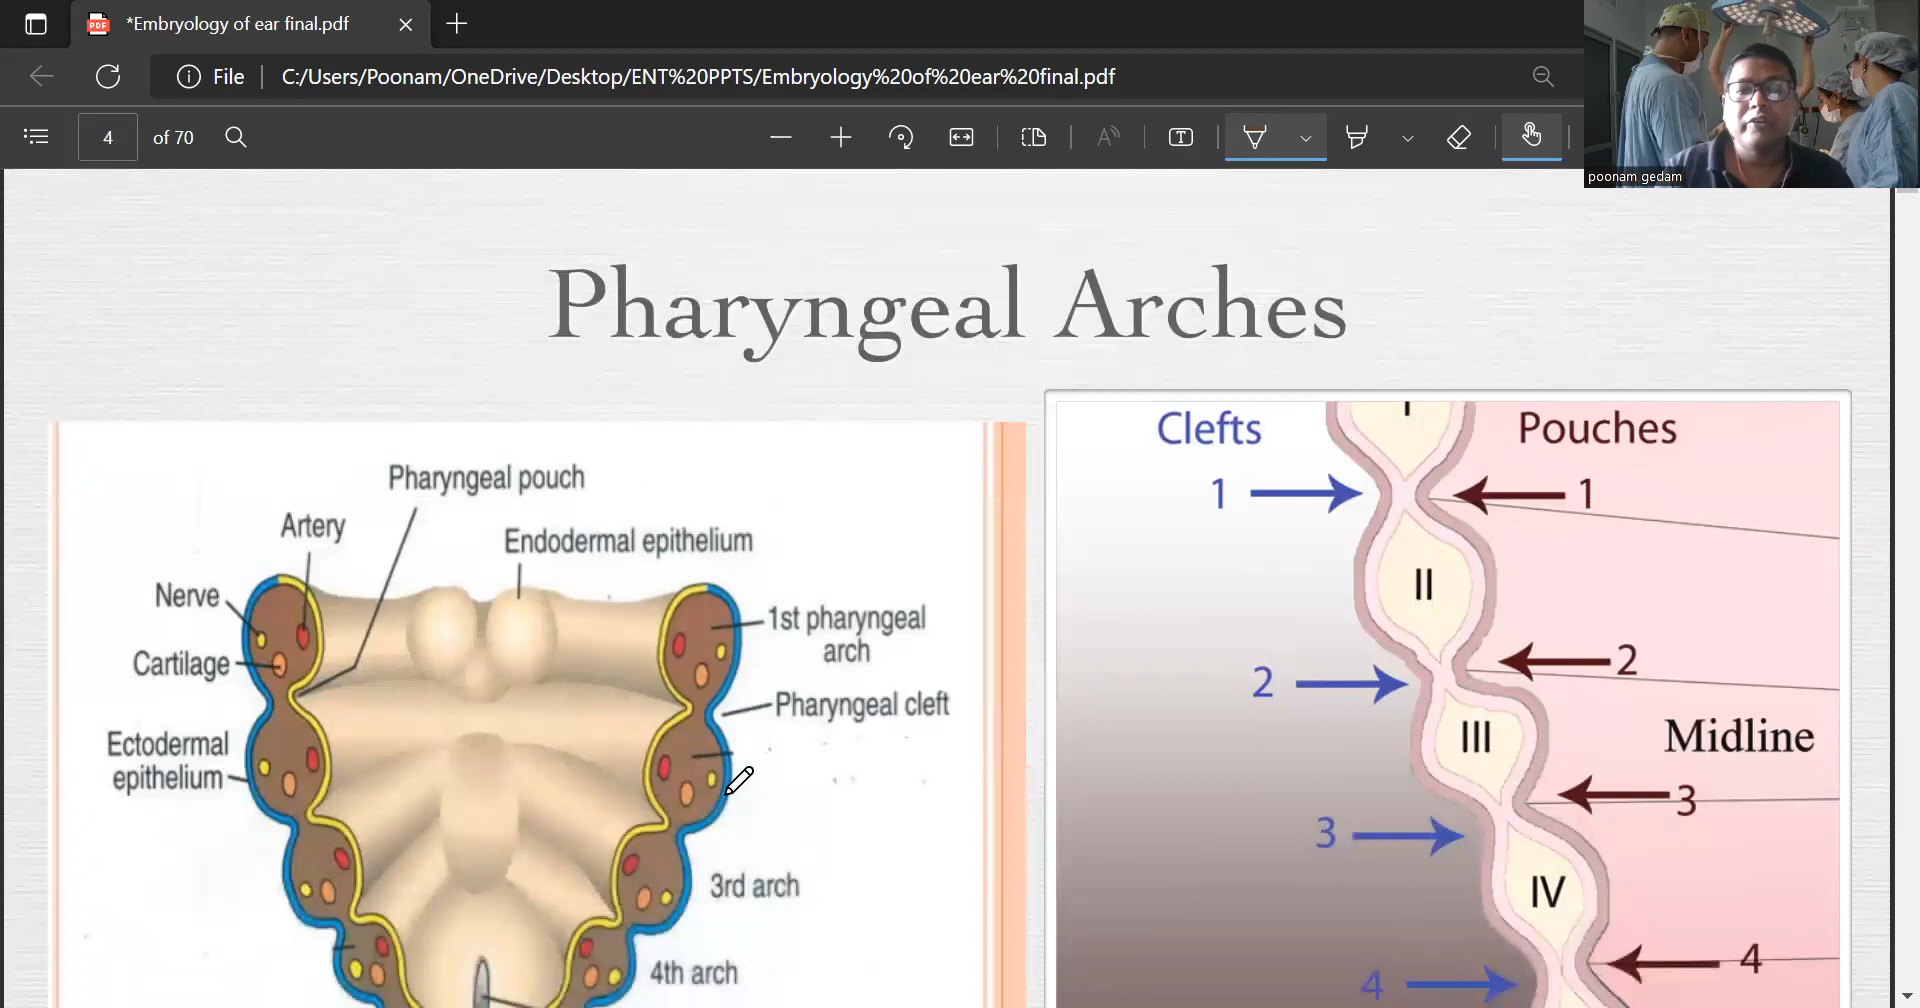 *Embryology of ear final.pdf
File
C:/Users/Poonam/OneDrive/Desktop/ENT%20PPTS/Embryology%20of%20ear%20final.pdf
4 of 70
poonam gedam
Pharyngeal Arches
Pharyngeal pouch
Artery
Endodermal epithelium
Nerve
1st pharyngeal
arch
Cartilage
Pharyngeal cleft
Ectodermal
epithelium
3rd arch
4th arch
Clefts
Pouches
I
1
1
II
2
2
III
Midline
3
3
IV
4
4